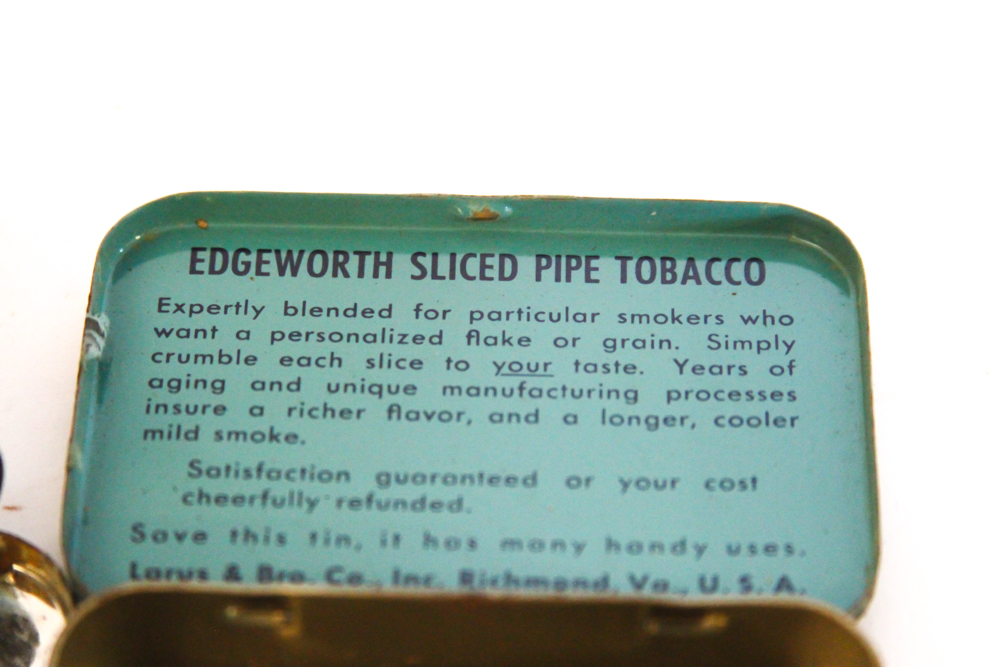 EDGEWORTH SLICED PIPE TOBACCO
Expertly blended for particular smokers who
want a personalized flake or grain. Simply
crumble each slice to your taste. Years of
aging and unique manufacturing processes
insure a richer flavor, and a longer, cooler
mild smoke.
Satisfaction guaranteed or your cost
cheerfully refunded.
Save this tin, it has many handy uses.
Larus & Bro. Co., Inc. Richmond, Va., U. S. A.